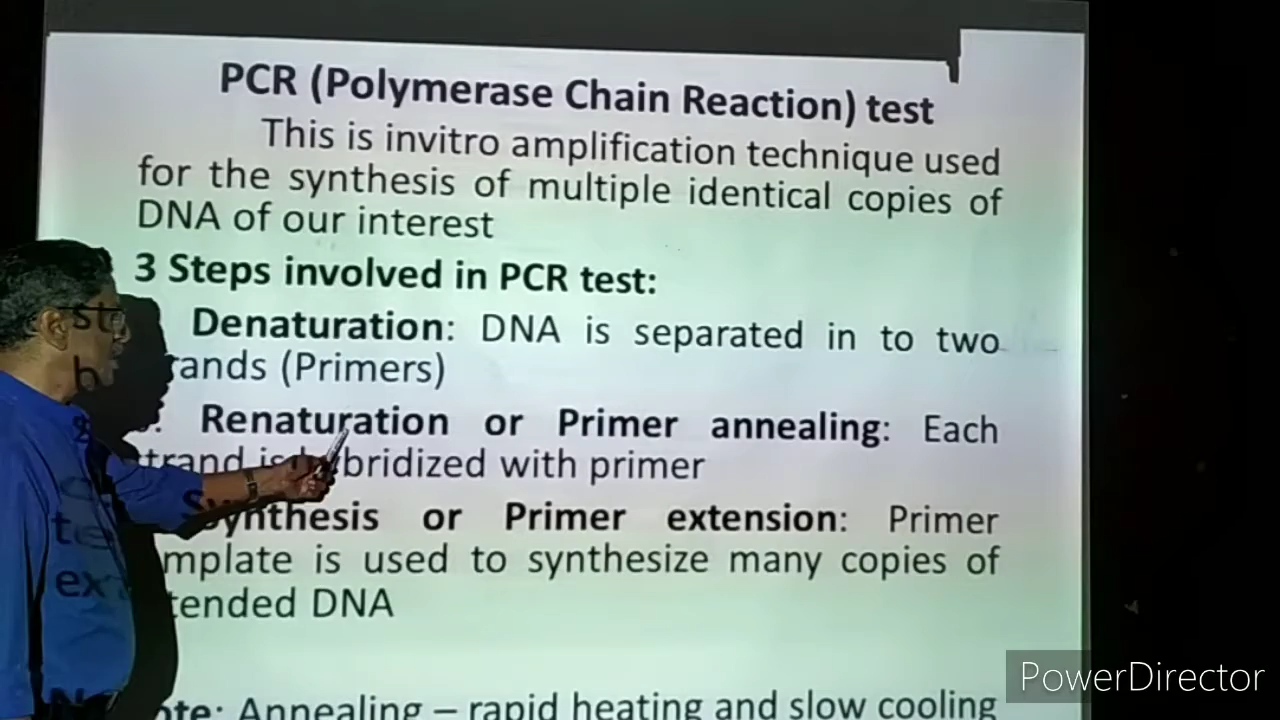 PCR (Polymerase Chain Reaction) test
This is invitro amplification technique used
for the synthesis of multiple identical copies of
DNA of our interest
3 Steps involved in PCR test:
Denaturation: DNA is separated in to two
strands (Primers)
Renaturation or Primer annealing: Each
strand is hybridized with primer
Synthesis or Primer extension: Primer
template is used to synthesize many copies of
extended DNA
Note: Annealing – rapid heating and slow cooling
PowerDirector